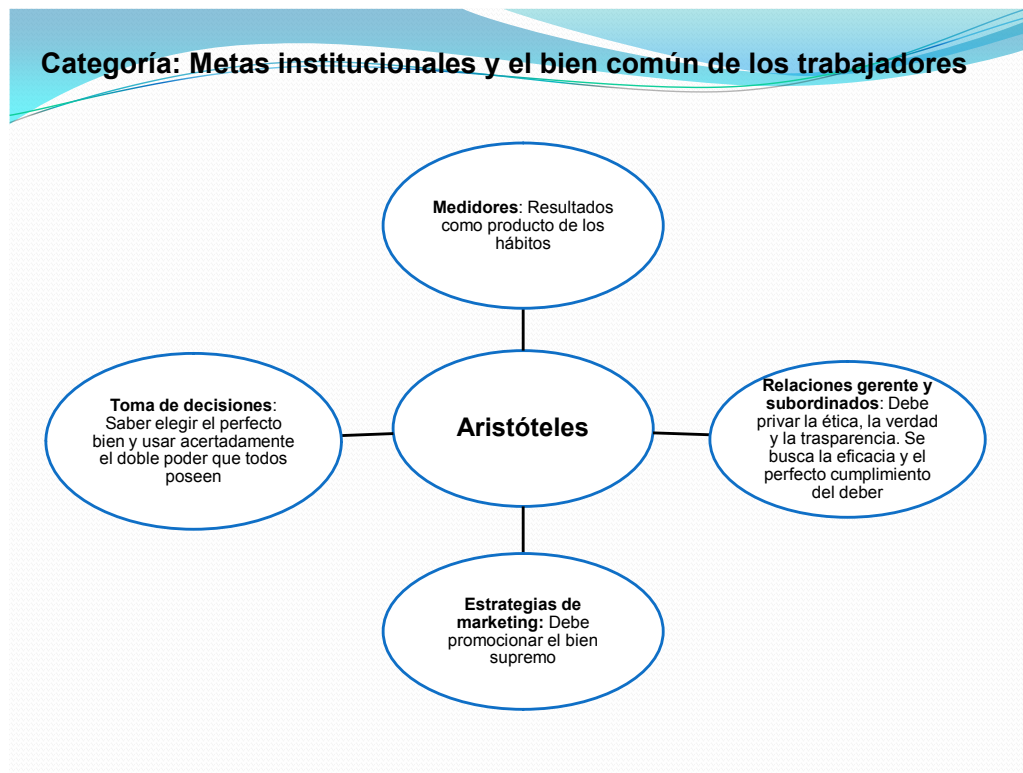 Categoría: Metas institucionales y el bien común de los trabajadores
Medidores: Resultados
como producto de los
hábitos
Toma de decisiones:
Saber elegir el perfecto
bien y usar acertadamente
el doble poder que todos
poseen
Aristóteles
Relaciones gerente y
subordinados: Debe
privar la ética, la verdad
y la trasparencia. Se
busca la eficacia y el
perfecto cumplimiento
del deber
Estrategias de
marketing: Debe
promocionar el bien
supremo